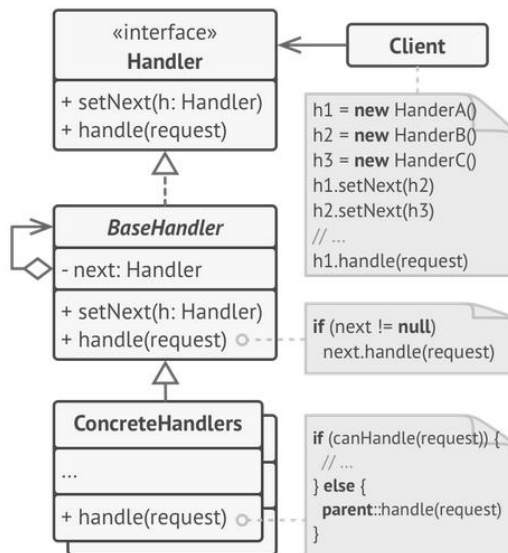 «interface»
Handler
+ setNext(h: Handler)
+ handle(request)
Client
h1 = new HanderA()
h2 = new HanderB()
h3 = new HanderC()
h1.setNext(h2)
h2.setNext(h3)
// ...
h1.handle(request)
BaseHandler
- next: Handler
+ setNext(h: Handler)
+ handle(request)
if (next != null)
next.handle(request)
ConcreteHandlers
...
+ handle(request)
if (canHandle(request)) {
// ...
} else {
parent::handle(request)
}